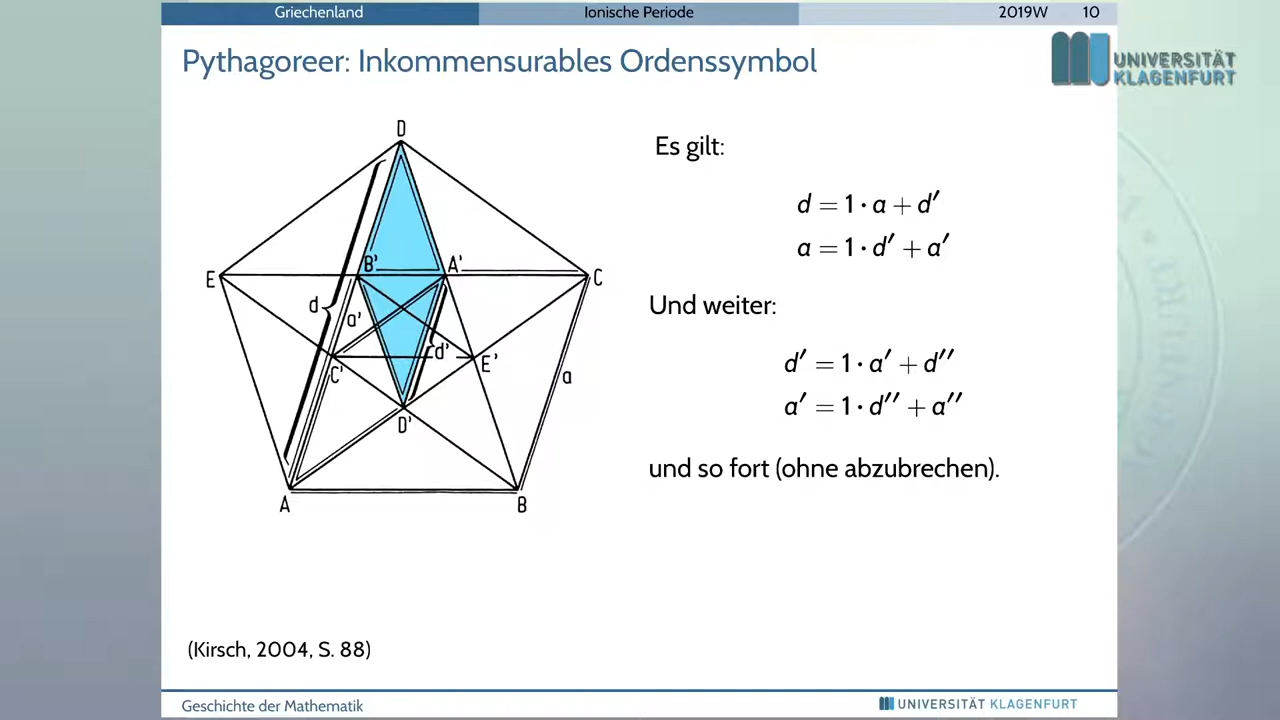 Griechenland Ionische Periode 2019W 10
Pythagoreer: Inkommensurables Ordenssymbol
UNIVERSITÄT
KLAGENFURT
D
E
B'
A'
C
d
a'
d'
C'
E'
a
D'
A
B
Es gilt:
d = 1 · a + d′
a = 1 · d′ + a′
Und weiter:
d′ = 1 · a′ + d′′
a′ = 1 · d′′ + a′′
und so fort (ohne abzubrechen).
(Kirsch, 2004, S. 88)
Geschichte der Mathematik UNIVERSITÄT KLAGENFURT